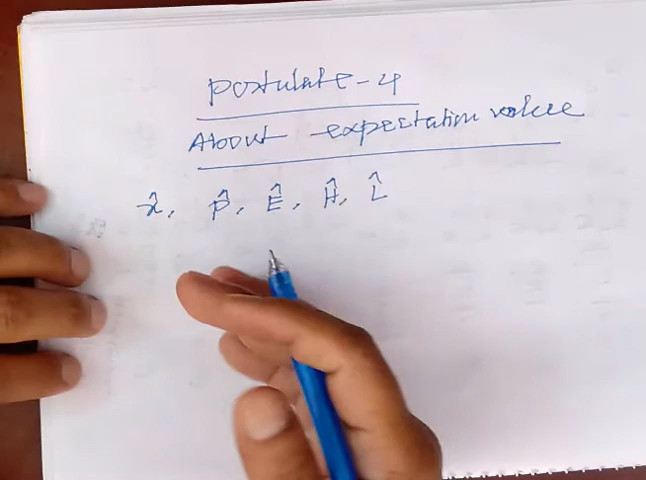 postulate-4
About expectation value
x̂, p̂, Ê, Ĥ, L̂